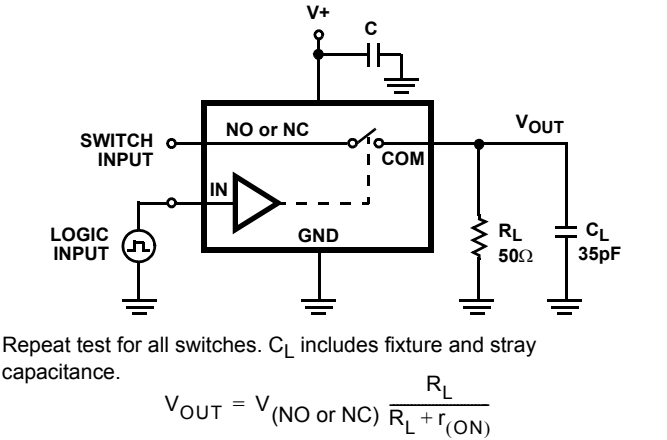 V+
C
NO or NC
VOUT
SWITCH
INPUT
COM
IN
LOGIC
INPUT
GND
RL
50Ω
CL
35pF
Repeat test for all switches. CL includes fixture and stray
capacitance.
VOUT = V(NO or NC) RL / RL + r(ON)